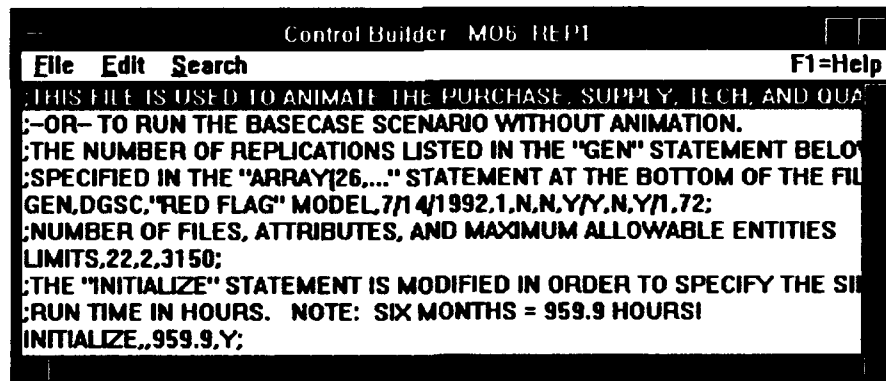 Control Builder M06 REP1
File Edit Search F1=Help
;THIS FILE IS USED TO ANIMATE THE PURCHASE, SUPPLY, TECH, AND QUA
;-OR- TO RUN THE BASECASE SCENARIO WITHOUT ANIMATION.
;THE NUMBER OF REPLICATIONS LISTED IN THE "GEN" STATEMENT BELOW
;SPECIFIED IN THE "ARRAY(26,..." STATEMENT AT THE BOTTOM OF THE FIL
GEN,DGSC,"RED FLAG" MODEL,7/14/1992,1,N,N,Y/Y,N,Y/1,72;
;NUMBER OF FILES, ATTRIBUTES, AND MAXIMUM ALLOWABLE ENTITIES
LIMITS,22,2,3150;
;THE "INITIALIZE" STATEMENT IS MODIFIED IN ORDER TO SPECIFY THE SI
;RUN TIME IN HOURS. NOTE: SIX MONTHS = 959.9 HOURS!
INITIALIZE,,959.9,Y;